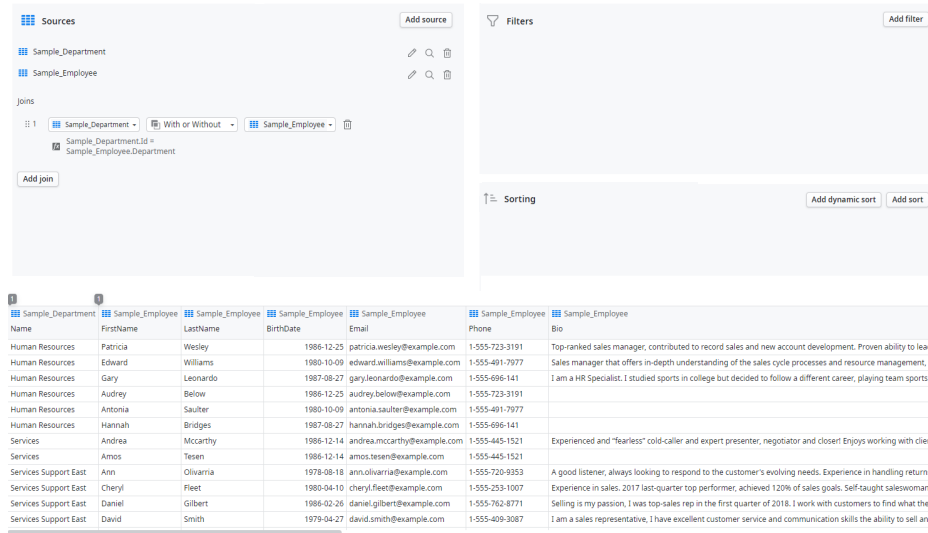 Sources
Add source
Sample_Department
Sample_Employee
Joins
1 Sample_Department With or Without Sample_Employee
Sample_Department.Id =
Sample_Employee.Department
Add join
Filters
Add filter
Sorting
Add dynamic sort Add sort
1 1
Sample_Department Sample_Employee Sample_Employee Sample_Employee Sample_Employee Sample_Employee Sample_Employee
Name FirstName LastName BirthDate Email Phone Bio
Human Resources Patricia Wesley 1986-12-25 patricia.wesley@example.com 1-555-723-3191 Top-ranked sales manager, contributed to record sales and new account development. Proven ability to
Human Resources Edward Williams 1980-10-09 edward.williams@example.com 1-555-491-7977 Sales manager that offers in-depth understanding of the sales cycle processes and resource management,
Human Resources Gary Leonardo 1987-08-27 gary.leonardo@example.com 1-555-696-141 I am a HR Specialist. I studied sports in college but decided to follow a different career, playing team sports
Human Resources Audrey Below 1986-12-25 audrey.below@example.com 1-555-723-3191
Human Resources Antonia Saulter 1980-10-09 antonia.saulter@example.com 1-555-491-7977
Human Resources Hannah Bridges 1987-08-27 hannah.bridges@example.com 1-555-696-141
Services Andrea Mccarthy 1986-12-14 andrea.mccarthy@example.com 1-555-445-1521 Experienced and "fearless" cold-caller and expert presenter, negotiator and closer! Enjoys working with
Services Amos Tesen 1986-12-14 amos.tesen@example.com 1-555-445-1521
Services Support East Ann Olivarria 1978-08-18 ann.olivarria@example.com 1-555-720-9353 A good listener, always looking to respond to the customer's evolving needs. Experience in handling return
Services Support East Cheryl Fleet 1980-04-10 cheryl.fleet@example.com 1-555-253-1007 Experience in sales. 2017 last-quarter top performer, achieved 120% of sales goals. Self-taught
Services Support East Daniel Gilbert 1986-02-26 daniel.gilbert@example.com 1-555-762-8771 Selling is my passion, I was top-sales rep in the first quarter of 2018. I work with customers to find what
Services Support East David Smith 1979-04-27 david.smith@example.com 1-555-409-3087 I am a sales representative, I have excellent customer service and communication skills the ability to sell